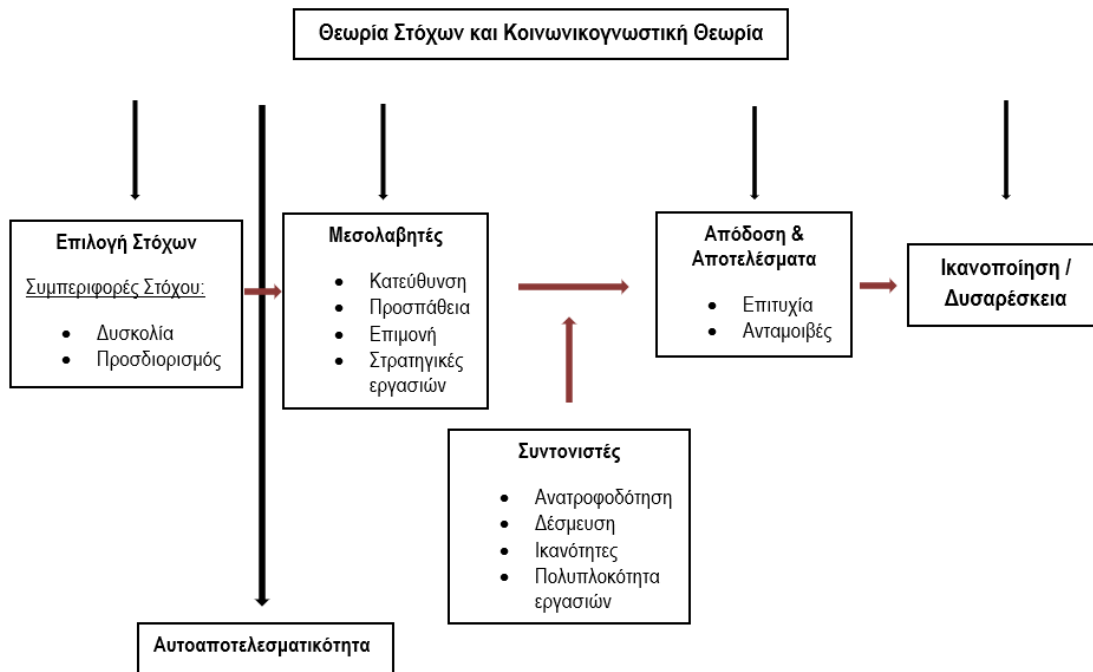 Θεωρία Στόχων και Κοινωνικογνωστική Θεωρία
Επιλογή Στόχων
Συμπεριφορές Στόχου:
• Δυσκολία
• Προσδιορισμός
Μεσολαβητές
• Κατεύθυνση
• Προσπάθεια
• Επιμονή
• Στρατηγικές
εργασιών
Απόδοση &
Αποτελέσματα
• Επιτυχία
• Ανταμοιβές
Ικανοποίηση /
Δυσαρέσκεια
Συντονιστές
• Ανατροφοδότηση
• Δέσμευση
• Ικανότητες
• Πολυπλοκότητα
εργασιών
Αυτοαποτελεσματικότητα